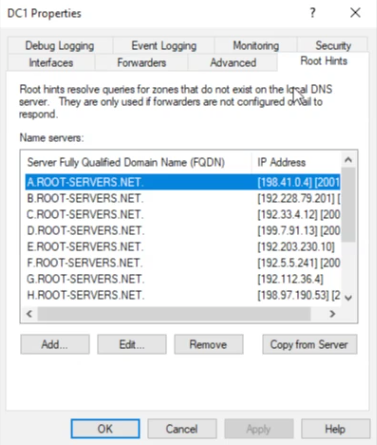 DC1 Properties
? ×
Debug Logging Event Logging Monitoring Security
Interfaces Forwarders Advanced Root Hints
Root hints resolve queries for zones that do not exist on the local DNS
server. They are only used if forwarders are not configured or fail to
respond.
Name servers:
Server Fully Qualified Domain Name (FQDN) IP Address
A.ROOT-SERVERS.NET. [198.41.0.4] [2001
B.ROOT-SERVERS.NET. [192.228.79.201] [
C.ROOT-SERVERS.NET. [192.33.4.12] [200
D.ROOT-SERVERS.NET. [199.7.91.13] [200
E.ROOT-SERVERS.NET. [192.203.230.10]
F.ROOT-SERVERS.NET. [192.5.5.241] [200
G.ROOT-SERVERS.NET. [192.112.36.4]
H.ROOT-SERVERS.NET. [198.97.190.53] [2
Add... Edit... Remove Copy from Server
OK Cancel Apply Help